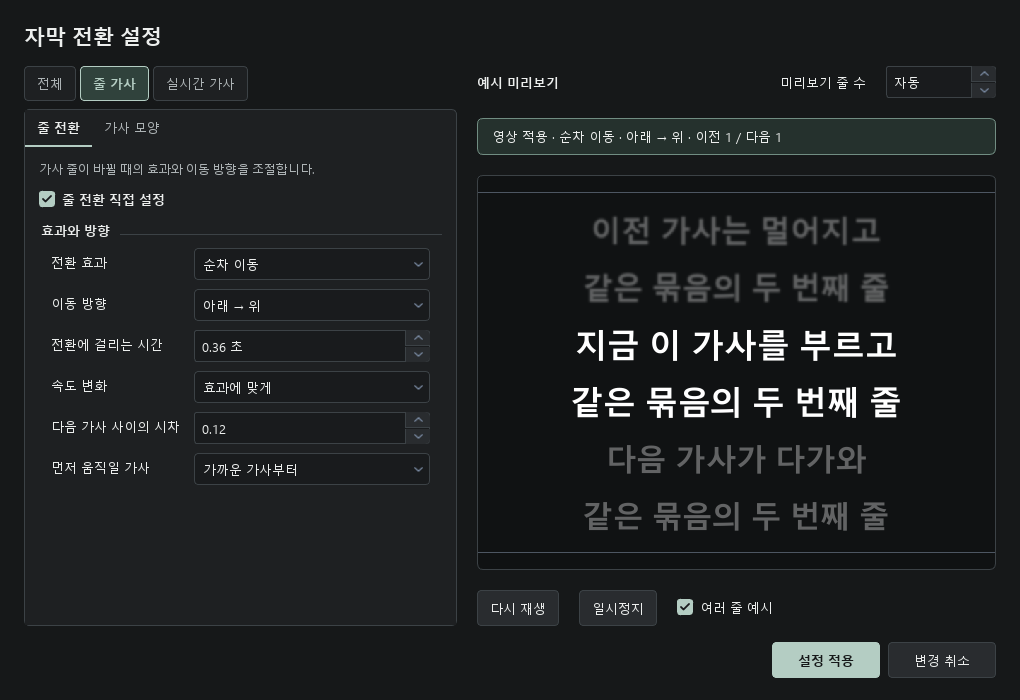 자막 전환 설정
전체
줄 가사
실시간 가사
줄 전환
가사 모양
가사 줄이 바뀔 때의 효과와 이동 방향을 조절합니다.
줄 전환 직접 설정
효과와 방향
전환 효과
순차 이동
이동 방향
아래 → 위
전환에 걸리는 시간
0.36 초
속도 변화
효과에 맞게
다음 가사 사이의 시차
0.12
먼저 움직일 가사
가까운 가사부터
예시 미리보기
미리보기 줄 수
자동
영상 적용 · 순차 이동 · 아래 → 위 · 이전 1 / 다음 1
이전 가사는 멀어지고
같은 묶음의 두 번째 줄
지금 이 가사를 부르고
같은 묶음의 두 번째 줄
다음 가사가 다가와
같은 묶음의 두 번째 줄
다시 재생
일시정지
여러 줄 예시
설정 적용
변경 취소